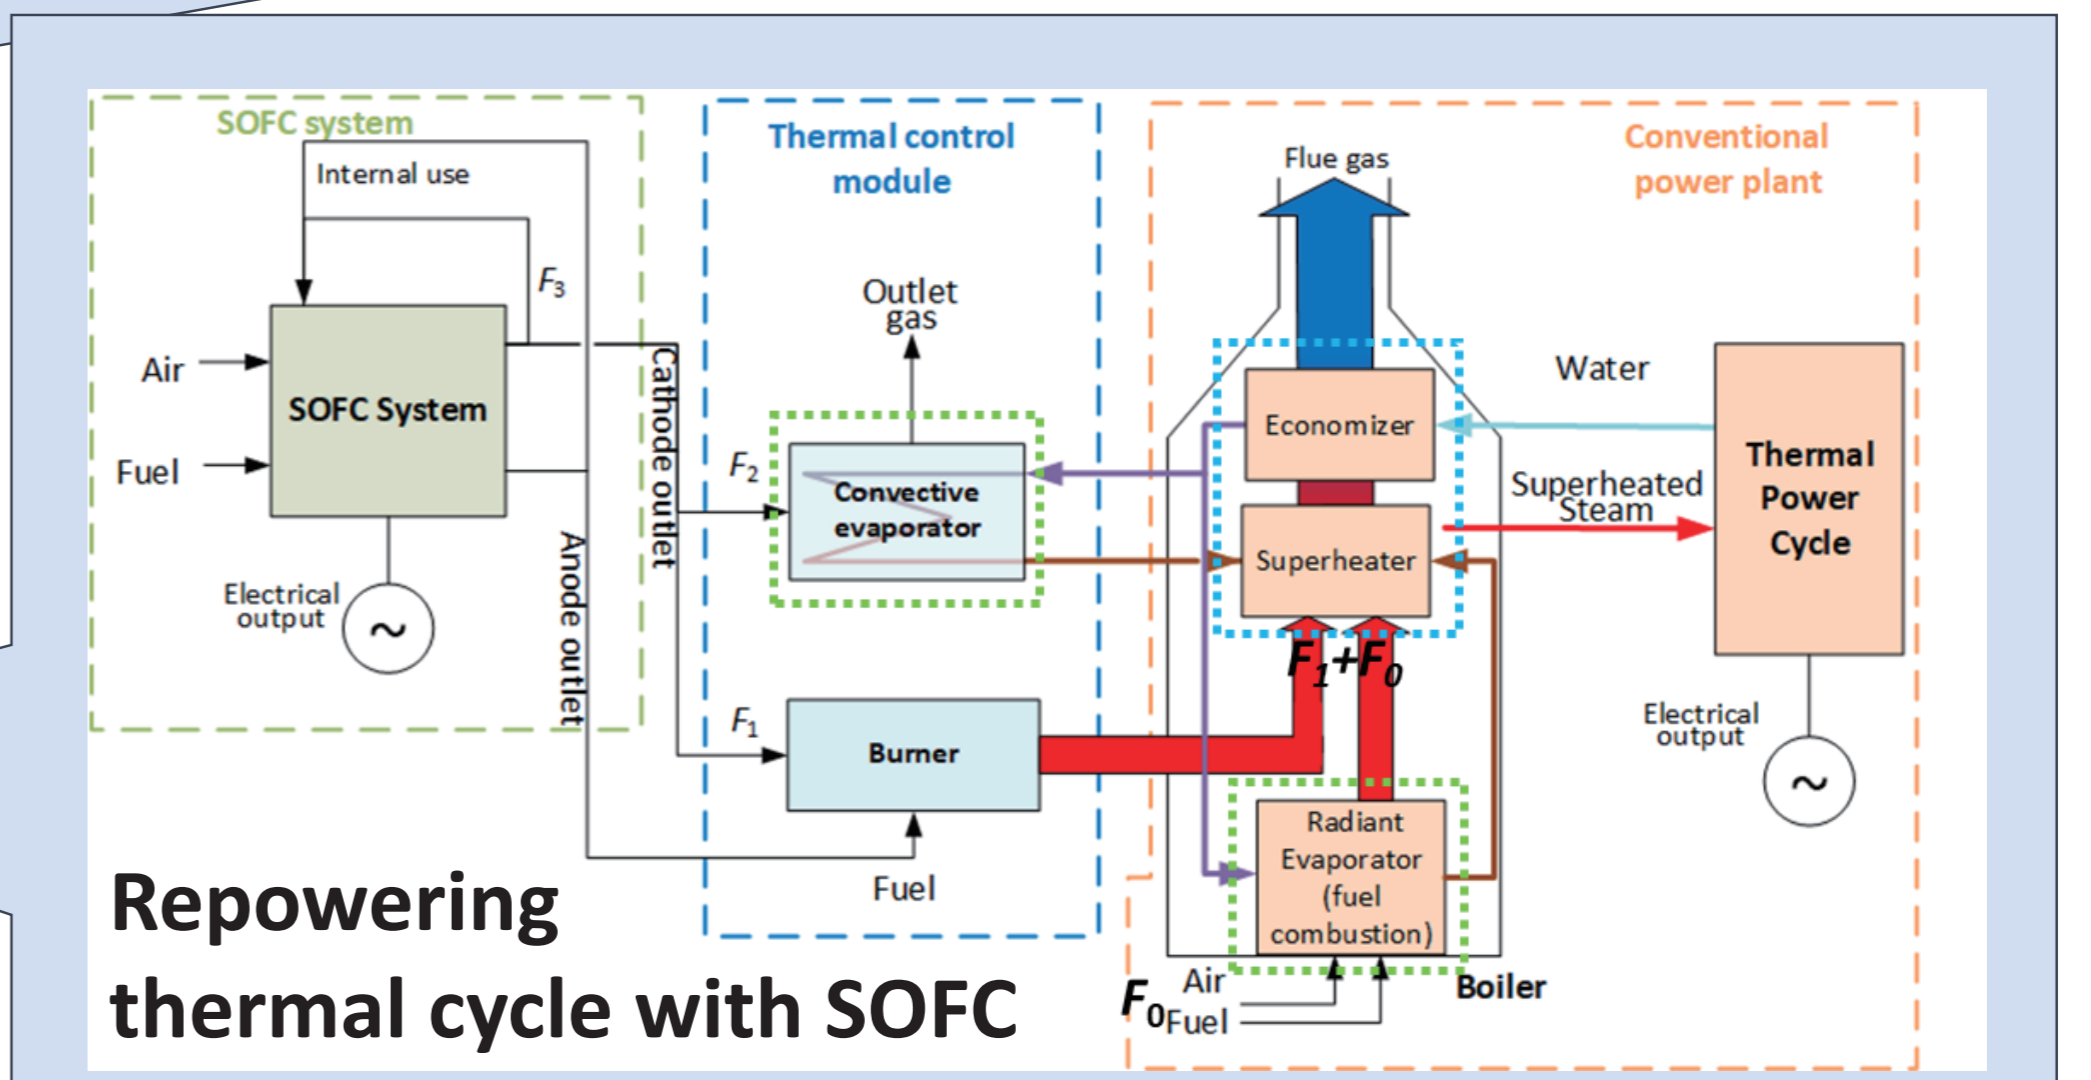 SOFC system
Internal use
F3
Air
Fuel
SOFC System
Electrical
output
~
Anode outlet
Cathode outlet
Thermal control
module
Outlet
gas
F2
Convective
evaporator
F1
Burner
Fuel
Conventional
power plant
Flue gas
Economizer
Superheater
F1+F0
Radiant
Evaporator
(fuel
combustion)
Air
F0
Fuel
Boiler
Water
Superheated
Steam
Thermal
Power
Cycle
Electrical
output
~
Repowering
thermal cycle with SOFC